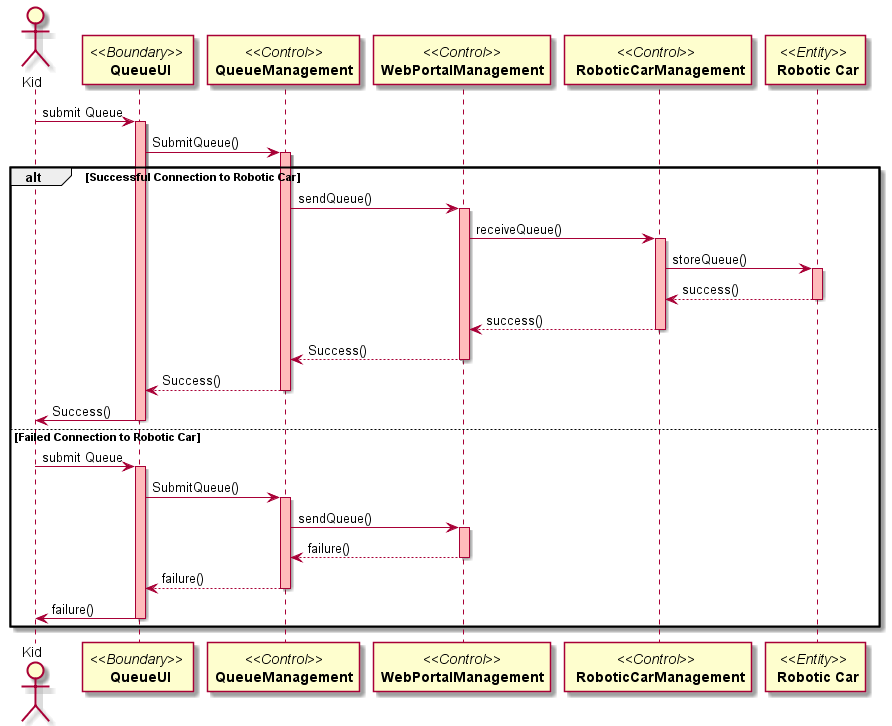 Kid
<<Boundary>>
QueueUI
<<Control>>
QueueManagement
<<Control>>
WebPortalManagement
<<Control>>
RoboticCarManagement
<<Entity>>
Robotic Car
submit Queue
SubmitQueue()
alt
[Successful Connection to Robotic Car]
sendQueue()
receiveQueue()
storeQueue()
success()
success()
Success()
Success()
Success()
[Failed Connection to Robotic Car]
submit Queue
SubmitQueue()
sendQueue()
failure()
failure()
failure()
Kid
<<Boundary>>
QueueUI
<<Control>>
QueueManagement
<<Control>>
WebPortalManagement
<<Control>>
RoboticCarManagement
<<Entity>>
Robotic Car